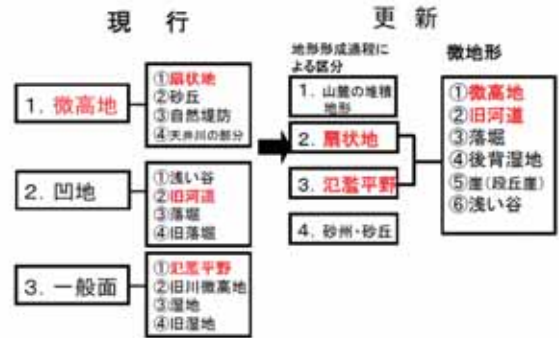 現 行
1. 微高地
①扇状地
②砂丘
③自然堤防
④天井川の部分
2. 凹地
①浅い谷
②旧河道
③落堀
④旧落堀
3. 一般面
①氾濫平野
②旧川微高地
③湿地
④旧湿地
更 新
地形形成過程に
よる区分
1. 山麓の堆積
地形
2. 扇状地
3. 氾濫平野
4. 砂州・砂丘
微地形
①微高地
②旧河道
③落堀
④後背湿地
⑤崖(段丘崖)
⑥浅い谷